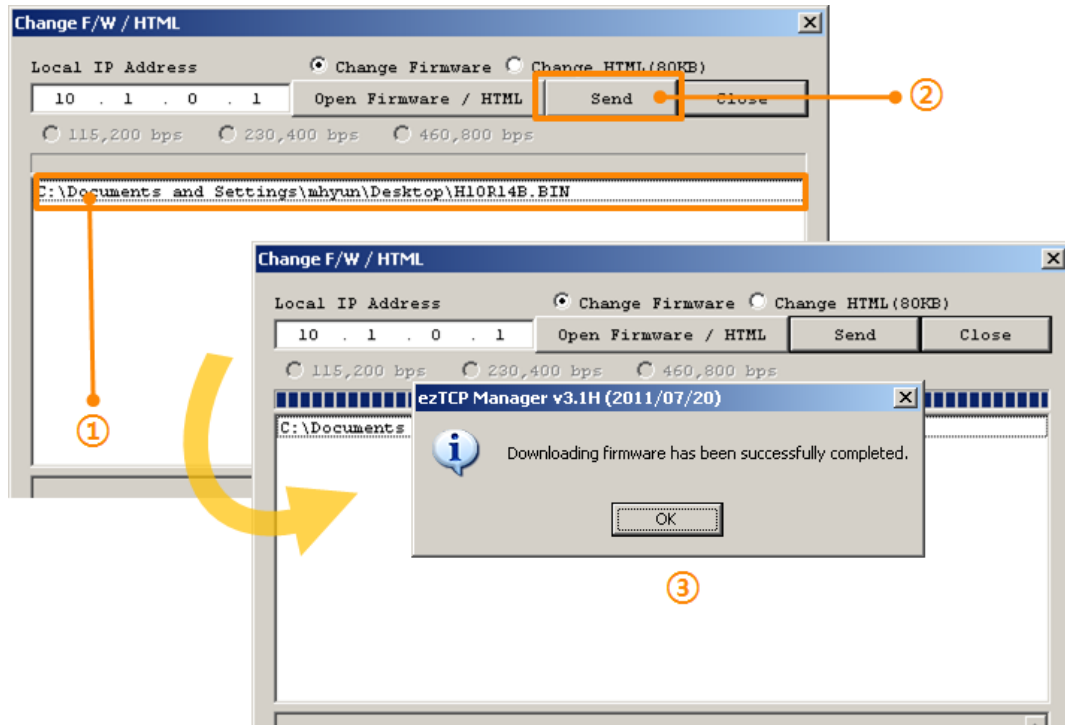 Change F/W / HTML
Local IP Address
Change Firmware
Change HTML(80KB)
10 . 1 . 0 . 1
Open Firmware / HTML
Send
Close
②
115,200 bps
230,400 bps
460,800 bps
C:\Documents and Settings\mhyun\Desktop\H10R14B.BIN
①
Change F/W / HTML
Local IP Address
Change Firmware
Change HTML(80KB)
10 . 1 . 0 . 1
Open Firmware / HTML
Send
Close
115,200 bps
230,400 bps
460,800 bps
C:\Documents
ezTCP Manager v3.1H (2011/07/20)
Downloading firmware has been successfully completed.
OK
③